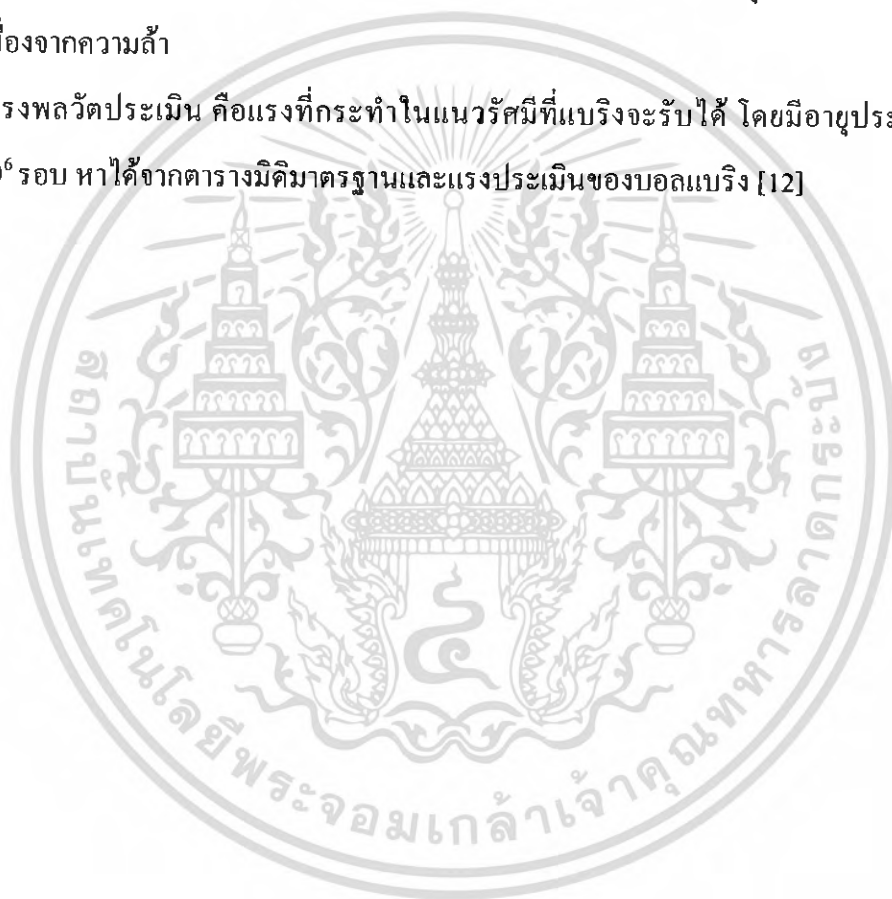 องจากความล้า
รงพลวัตประเมิน คือแรงที่กระทำในแนวรัศมีที่แบริ่งจะรับได้ โดยมีอายุประ
⁶ รอบ หาได้จากตารางมิติมาตรฐานและแรงประเมินของบอลแบริ่ง [12]
สถาบันเทคโนโลยีพระจอมเกล้าเจ้าคุณทหารลาดกระบัง